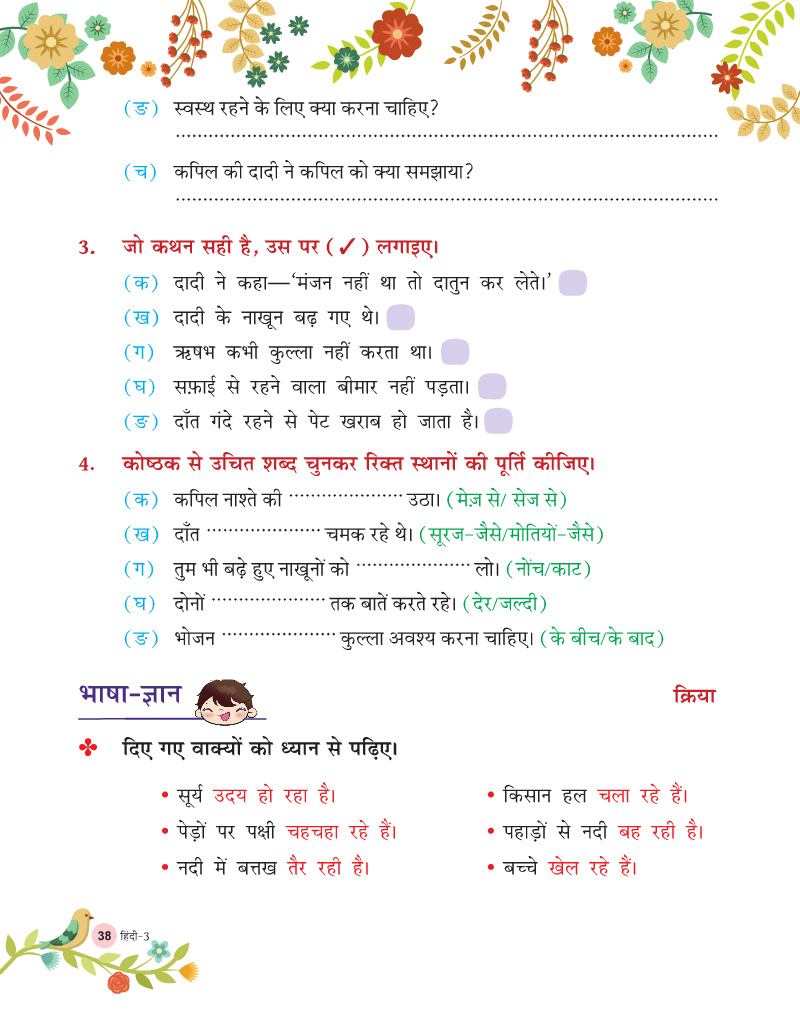 (ङ) स्वस्थ रहने के लिए क्या करना चाहिए?
................................................................................
(च) कपिल की दादी ने कपिल को क्या समझाया?
................................................................................
3. जो कथन सही है, उस पर (✓) लगाइए।
(क) दादी ने कहा—‘मंजन नहीं था तो दातुन कर लेते।’
(ख) दादी के नाखून बढ़ गए थे।
(ग) ऋषभ कभी कुल्ला नहीं करता था।
(घ) सफ़ाई से रहने वाला बीमार नहीं पड़ता।
(ङ) दाँत गंदे रहने से पेट खराब हो जाता है।
4. कोष्ठक से उचित शब्द चुनकर रिक्त स्थानों की पूर्ति कीजिए।
(क) कपिल नाश्ते की ..................... उठा। (मेज़ से/ सेज से)
(ख) दाँत ..................... चमक रहे थे। (सूरज-जैसे/मोतियों-जैसे)
(ग) तुम भी बढ़े हुए नाखूनों को ..................... लो। (नोंच/काट)
(घ) दोनों ..................... तक बातें करते रहे। (देर/जल्दी)
(ङ) भोजन ..................... कुल्ला अवश्य करना चाहिए। (के बीच/के बाद)
भाषा-ज्ञान क्रिया
✤ दिए गए वाक्यों को ध्यान से पढ़िए।
• सूर्य उदय हो रहा है। • किसान हल चला रहे हैं।
• पेड़ों पर पक्षी चहचहा रहे हैं। • पहाड़ों से नदी बह रही है।
• नदी में बत्तख तैर रही है। • बच्चे खेल रहे हैं।
38 हिंदी-3